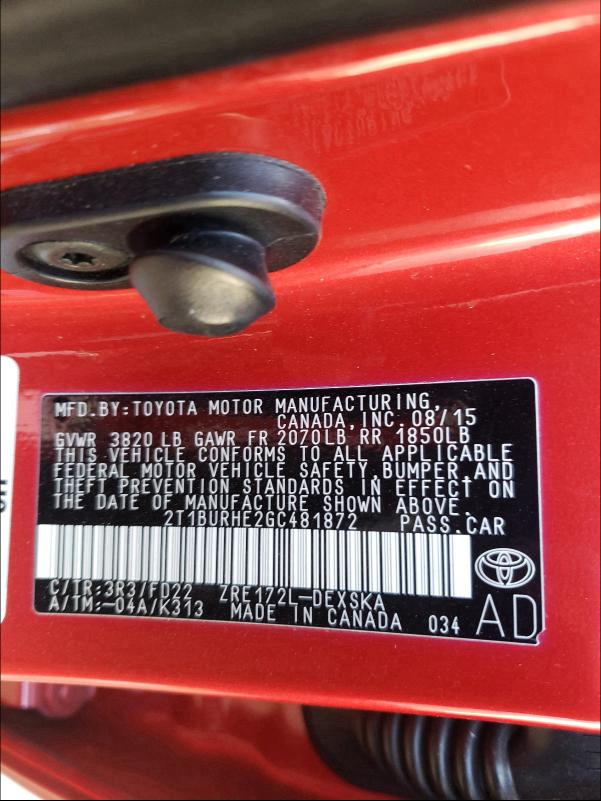 MFD.BY:TOYOTA MOTOR MANUFACTURING,
CANADA, INC. 08/15
GVWR 3820 LB GAWR FR 2070LB RR 1850LB
THIS VEHICLE CONFORMS TO ALL APPLICABLE
FEDERAL MOTOR VEHICLE SAFETY,BUMPER,AND
THEFT PREVENTION STANDARDS IN EFFECT ON
THE DATE OF MANUFACTURE SHOWN ABOVE.
2T1BURHE2GC481872 PASS.CAR
C/TR:3R3/FD22 ZRE172L-DEXSKA
A/TM:-04A/K313 MADE IN CANADA 034 AD